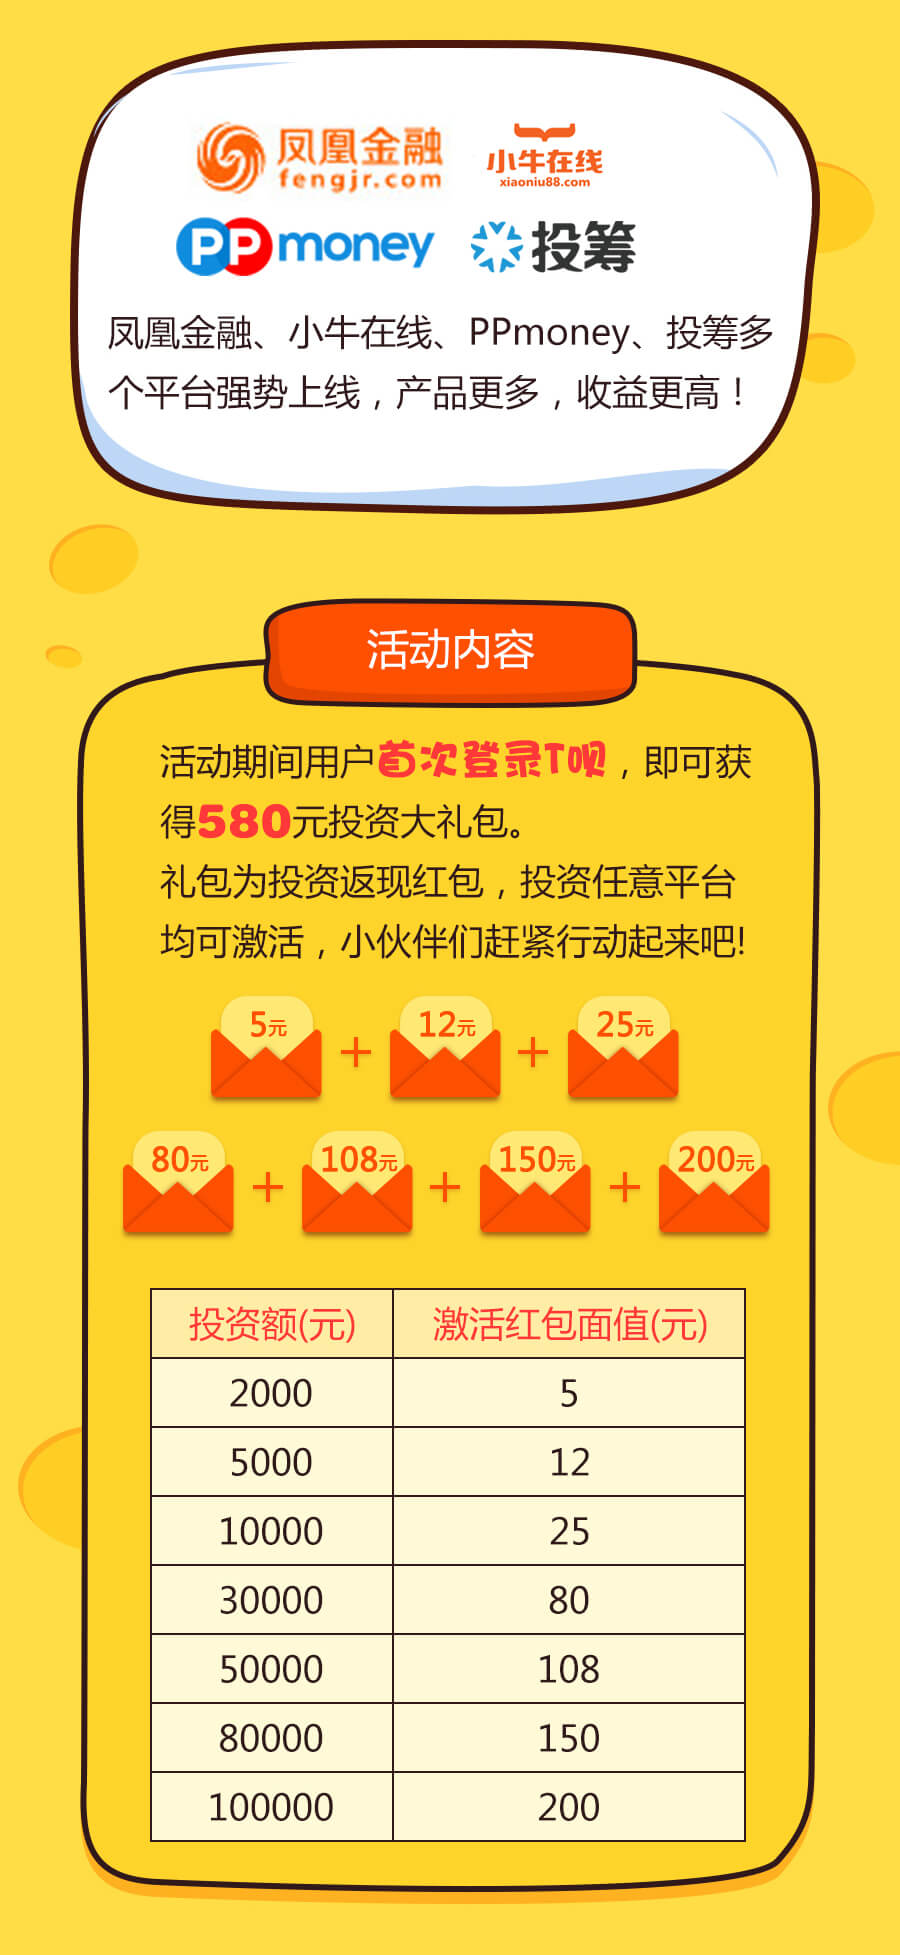 凤凰金融
fengjr.com
小牛在线
xiaoniu88.com
PPmoney
投筹
凤凰金融、小牛在线、PPmoney、投筹多
个平台强势上线，产品更多，收益更高！
活动内容
活动期间用户首次登录T呗，即可获
得580元投资大礼包。
礼包为投资返现红包，投资任意平台
均可激活，小伙伴们赶紧行动起来吧!
5元 + 12元 + 25元
80元 + 108元 + 150元 + 200元
投资额(元) 激活红包面值(元)
2000 5
5000 12
10000 25
30000 80
50000 108
80000 150
100000 200